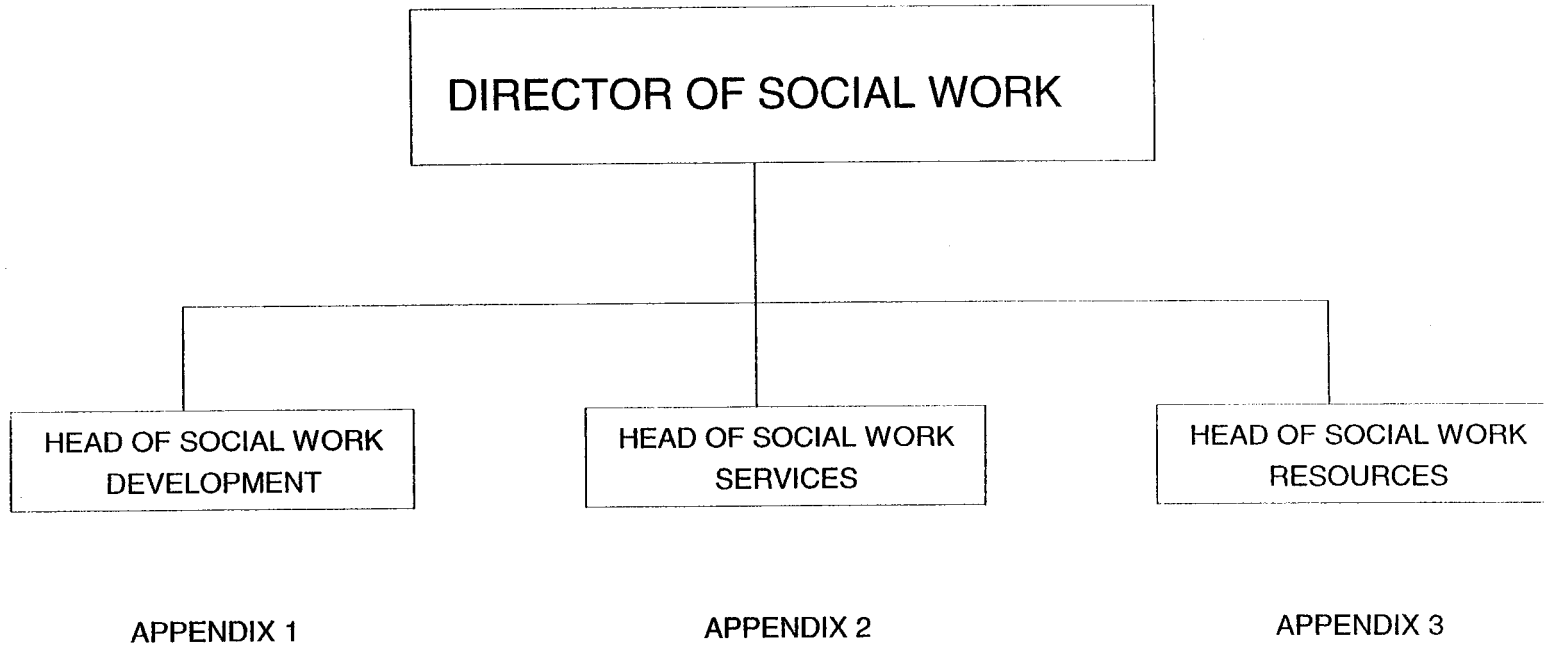 DIRECTOR OF SOCIAL WORK
HEAD OF SOCIAL WORK
DEVELOPMENT
HEAD OF SOCIAL WORK
SERVICES
HEAD OF SOCIAL WORK
RESOURCES
APPENDIX 1
APPENDIX 2
APPENDIX 3